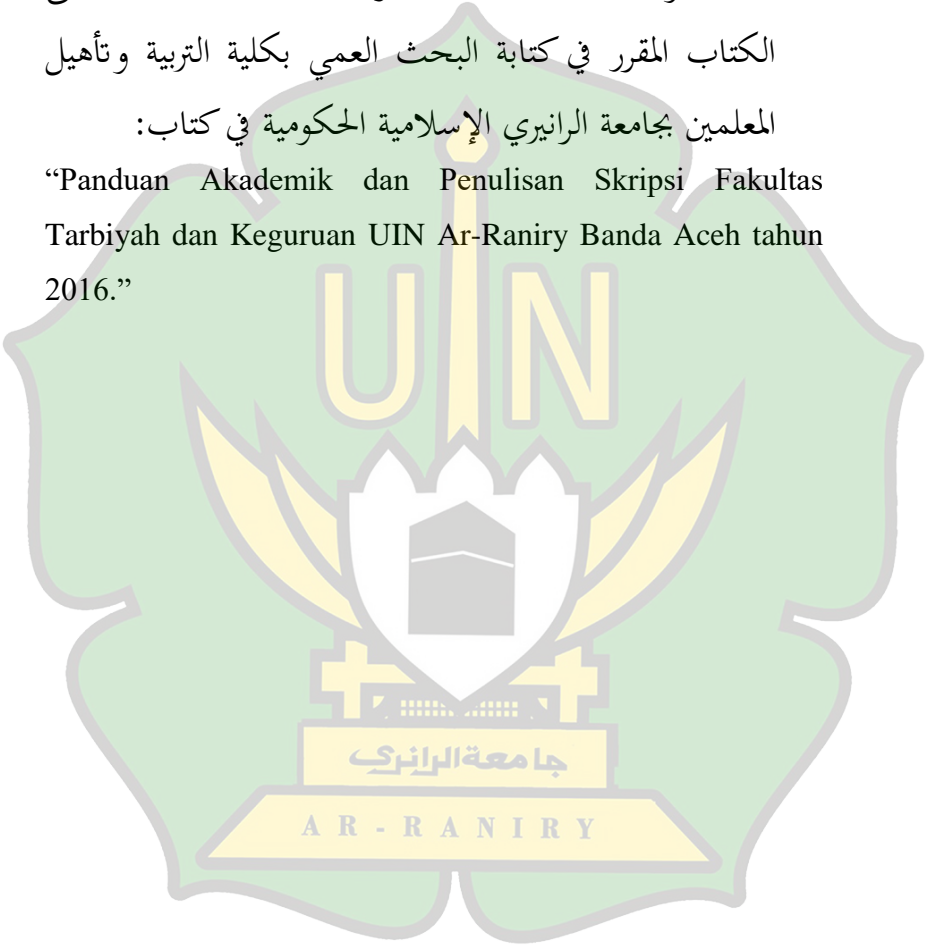 الكتاب المقرر في كتابة البحث العمي بكلية التربية وتأهيل
المعلمين بجامعة الرانيري الإسلامية الحكومية في كتاب:
“Panduan Akademik dan Penulisan Skripsi Fakultas
Tarbiyah dan Keguruan UIN Ar-Raniry Banda Aceh tahun
2016.”
UIN
جامعة الرانري
AR-RANIRY